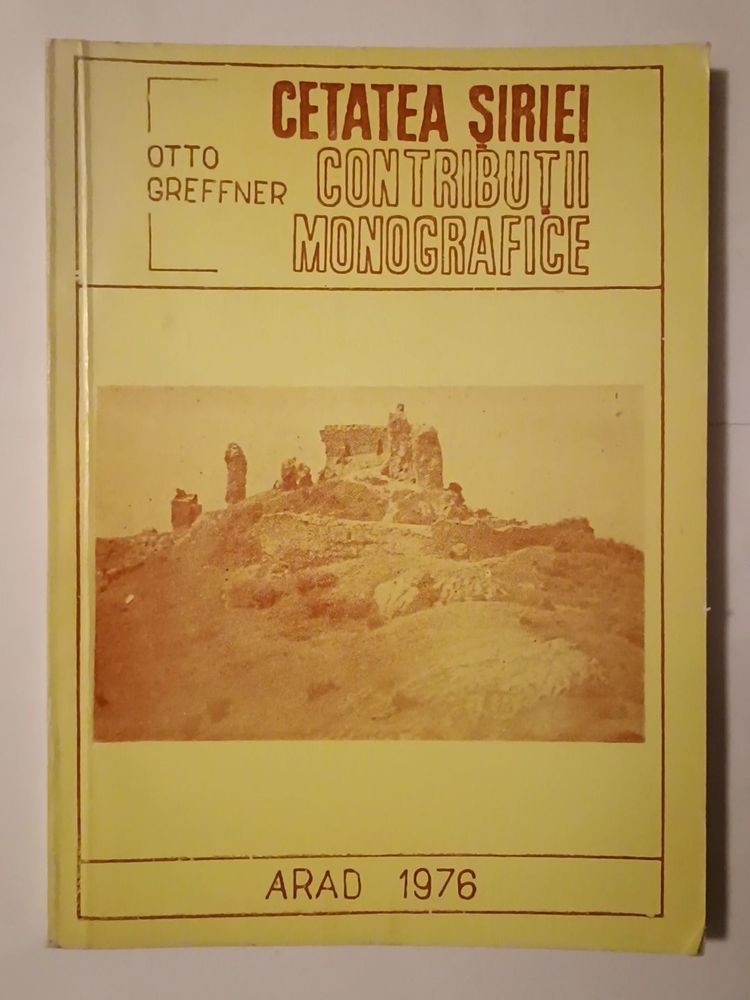 CETATEA ȘIRIEI
OTTO
GREFFNER
CONTRIBUȚII
MONOGRAFICE
ARAD 1976